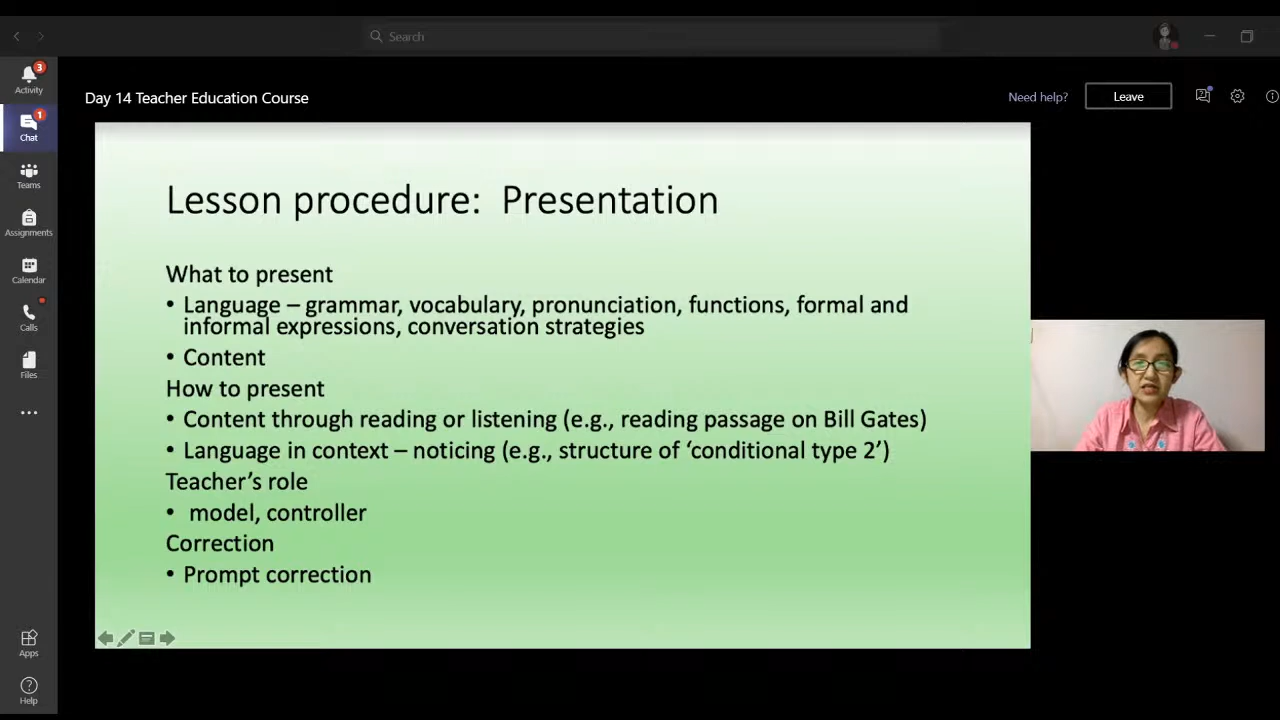 Search
3
Activity
1
Chat
Teams
Assignments
Calendar
Calls
Files
Apps
Help
Day 14 Teacher Education Course
Need help?
Leave
Lesson procedure: Presentation
What to present
• Language – grammar, vocabulary, pronunciation, functions, formal and
informal expressions, conversation strategies
• Content
How to present
• Content through reading or listening (e.g., reading passage on Bill Gates)
• Language in context – noticing (e.g., structure of ‘conditional type 2’)
Teacher’s role
• model, controller
Correction
• Prompt correction